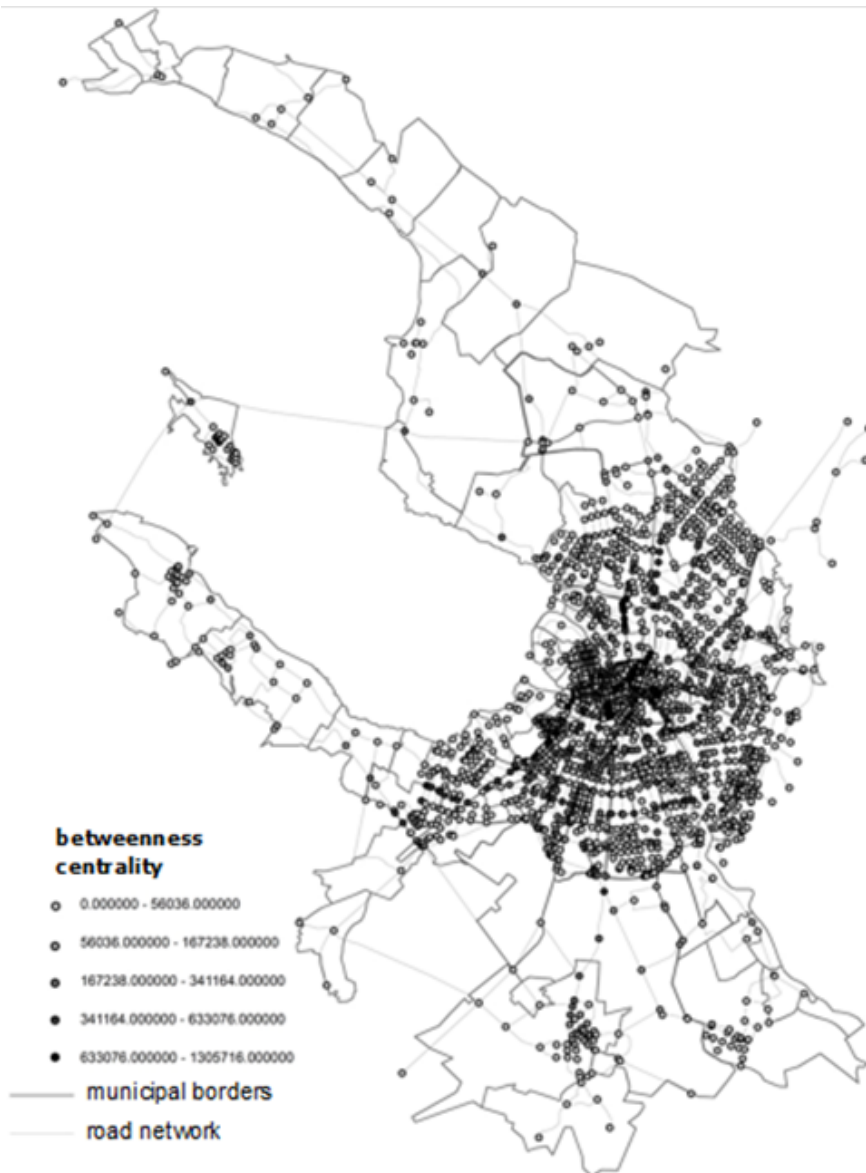 betweenness
centrality
0.000000 - 56036.000000
56036.000000 - 167238.000000
167238.000000 - 341164.000000
341164.000000 - 633076.000000
633076.000000 - 1305716.000000
municipal borders
road network